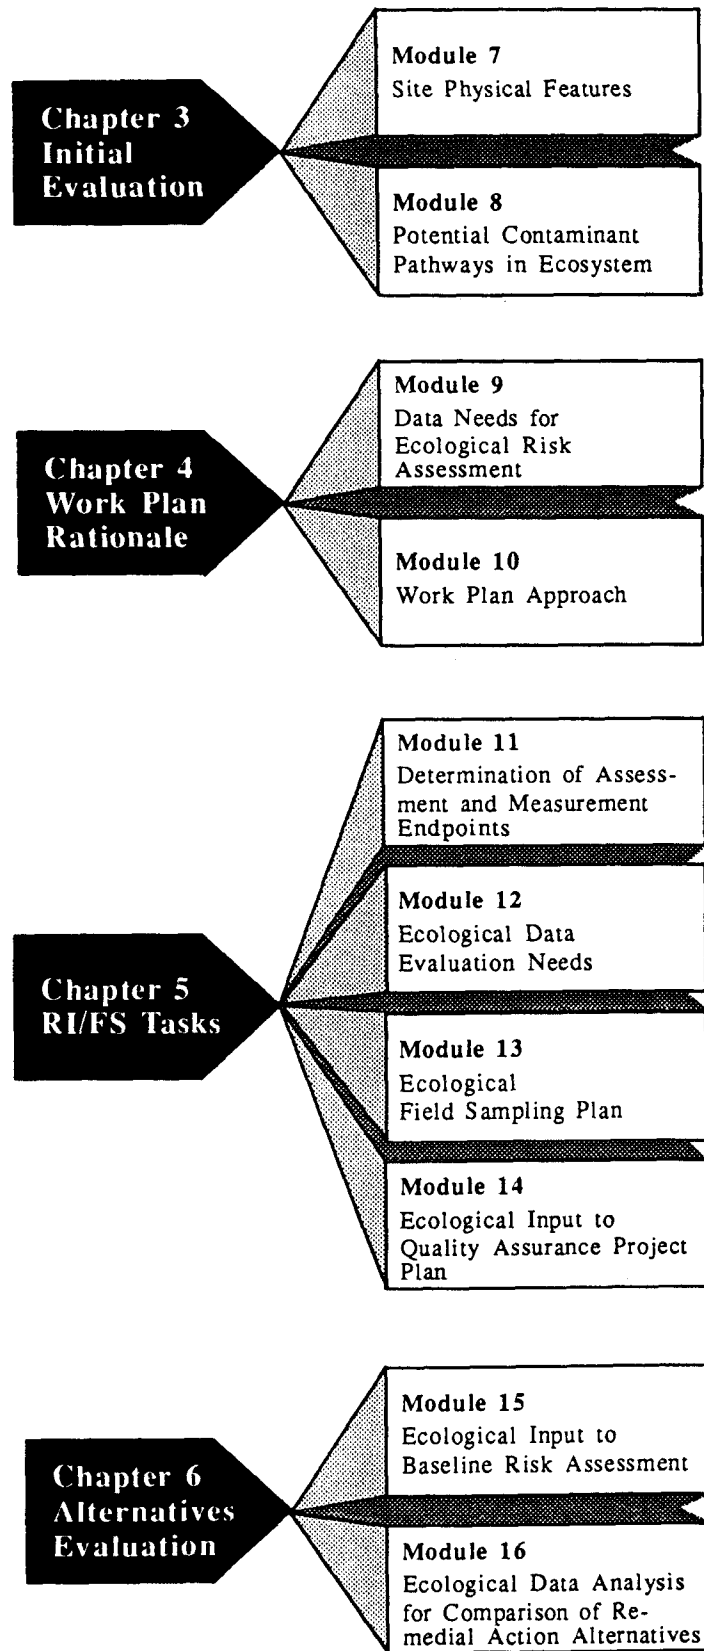 Chapter 3
Initial
Evaluation
Module 7
Site Physical Features
Module 8
Potential Contaminant
Pathways in Ecosystem
Chapter 4
Work Plan
Rationale
Module 9
Data Needs for
Ecological Risk
Assessment
Module 10
Work Plan Approach
Chapter 5
RI/FS Tasks
Module 11
Determination of Assess-
ment and Measurement
Endpoints
Module 12
Ecological Data
Evaluation Needs
Module 13
Ecological
Field Sampling Plan
Module 14
Ecological Input to
Quality Assurance Project
Plan
Chapter 6
Alternatives
Evaluation
Module 15
Ecological Input to
Baseline Risk Assessment
Module 16
Ecological Data Analysis
for Comparison of Re-
medial Action Alternatives